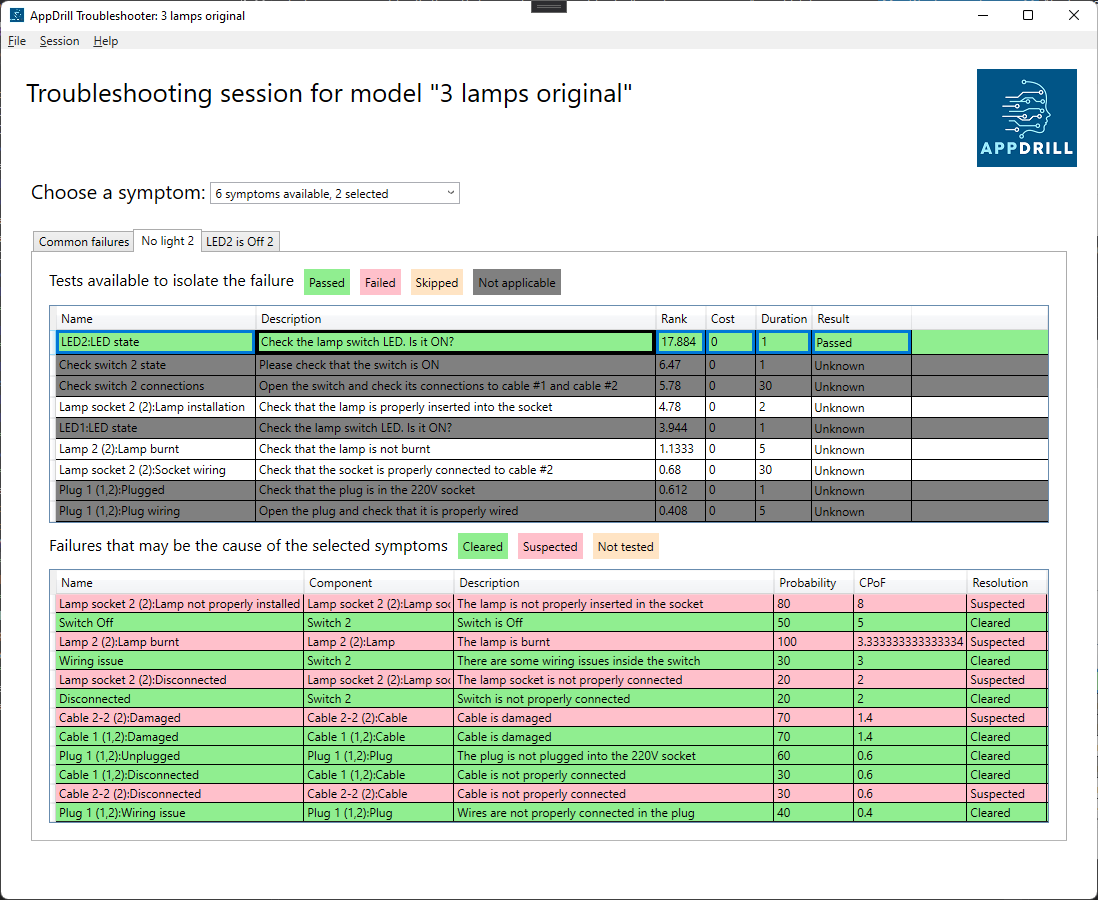 AppDrill Troubleshooter: 3 lamps original
File Session Help
Troubleshooting session for model "3 lamps original"
APPDRILL
Choose a symptom: 6 symptoms available, 2 selected
Common failures No light 2 LED2 is Off 2
Tests available to isolate the failure Passed Failed Skipped Not applicable
Name Description Rank Cost Duration Result
LED2:LED state Check the lamp switch LED. Is it ON? 17.884 0 1 Passed
Check switch 2 state Please check that the switch is ON 6.47 0 1 Unknown
Check switch 2 connections Open the switch and check its connections to cable #1 and cable #2 5.78 0 30 Unknown
Lamp socket 2 (2):Lamp installation Check that the lamp is properly inserted into the socket 4.78 0 2 Unknown
LED1:LED state Check the lamp switch LED. Is it ON? 3.944 0 1 Unknown
Lamp 2 (2):Lamp burnt Check that the lamp is not burnt 1.1333 0 5 Unknown
Lamp socket 2 (2):Socket wiring Check that the socket is properly connected to cable #2 0.68 0 30 Unknown
Plug 1 (1,2):Plugged Check that the plug is in the 220V socket 0.612 0 1 Unknown
Plug 1 (1,2):Plug wiring Open the plug and check that it is properly wired 0.408 0 5 Unknown
Failures that may be the cause of the selected symptoms Cleared Suspected Not tested
Name Component Description Probability CPoF Resolution
Lamp socket 2 (2):Lamp not properly installed Lamp socket 2 (2):Lamp soc The lamp is not properly inserted in the socket 80 8 Suspected
Switch Off Switch 2 Switch is Off 50 5 Cleared
Lamp 2 (2):Lamp burnt Lamp 2 (2):Lamp The lamp is burnt 100 3.333333333333334 Suspected
Wiring issue Switch 2 There are some wiring issues inside the switch 30 3 Cleared
Lamp socket 2 (2):Disconnected Lamp socket 2 (2):Lamp soc The lamp socket is not properly connected 20 2 Suspected
Disconnected Switch 2 Switch is not properly connected 20 2 Cleared
Cable 2-2 (2):Damaged Cable 2-2 (2):Cable Cable is damaged 70 1.4 Suspected
Cable 1 (1,2):Damaged Cable 1 (1,2):Cable Cable is damaged 70 1.4 Cleared
Plug 1 (1,2):Unplugged Plug 1 (1,2):Plug The plug is not plugged into the 220V socket 60 0.6 Cleared
Cable 1 (1,2):Disconnected Cable 1 (1,2):Cable Cable is not properly connected 30 0.6 Cleared
Cable 2-2 (2):Disconnected Cable 2-2 (2):Cable Cable is not properly connected 30 0.6 Suspected
Plug 1 (1,2):Wiring issue Plug 1 (1,2):Plug Wires are not properly connected in the plug 40 0.4 Cleared